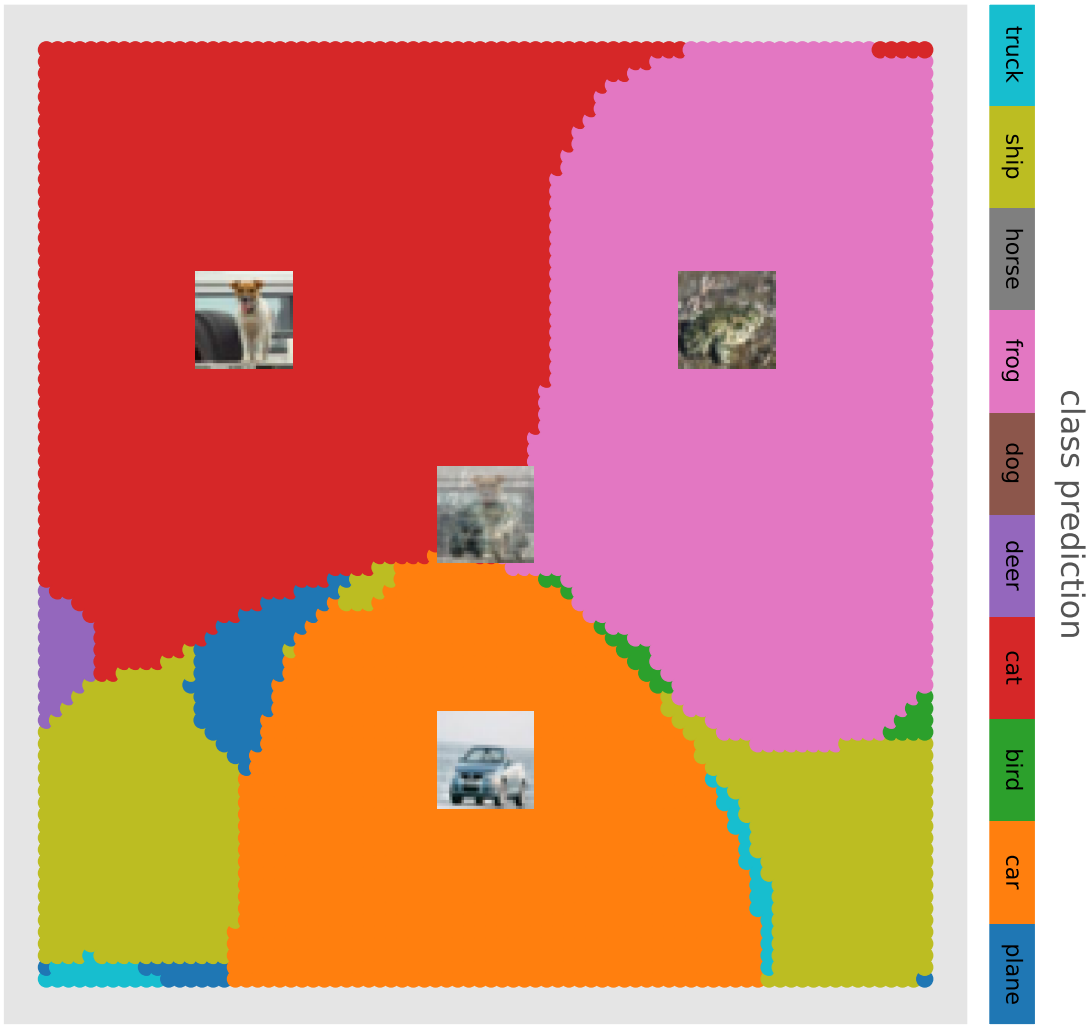 truck
ship
horse
frog
dog
deer
cat
bird
car
plane
class prediction